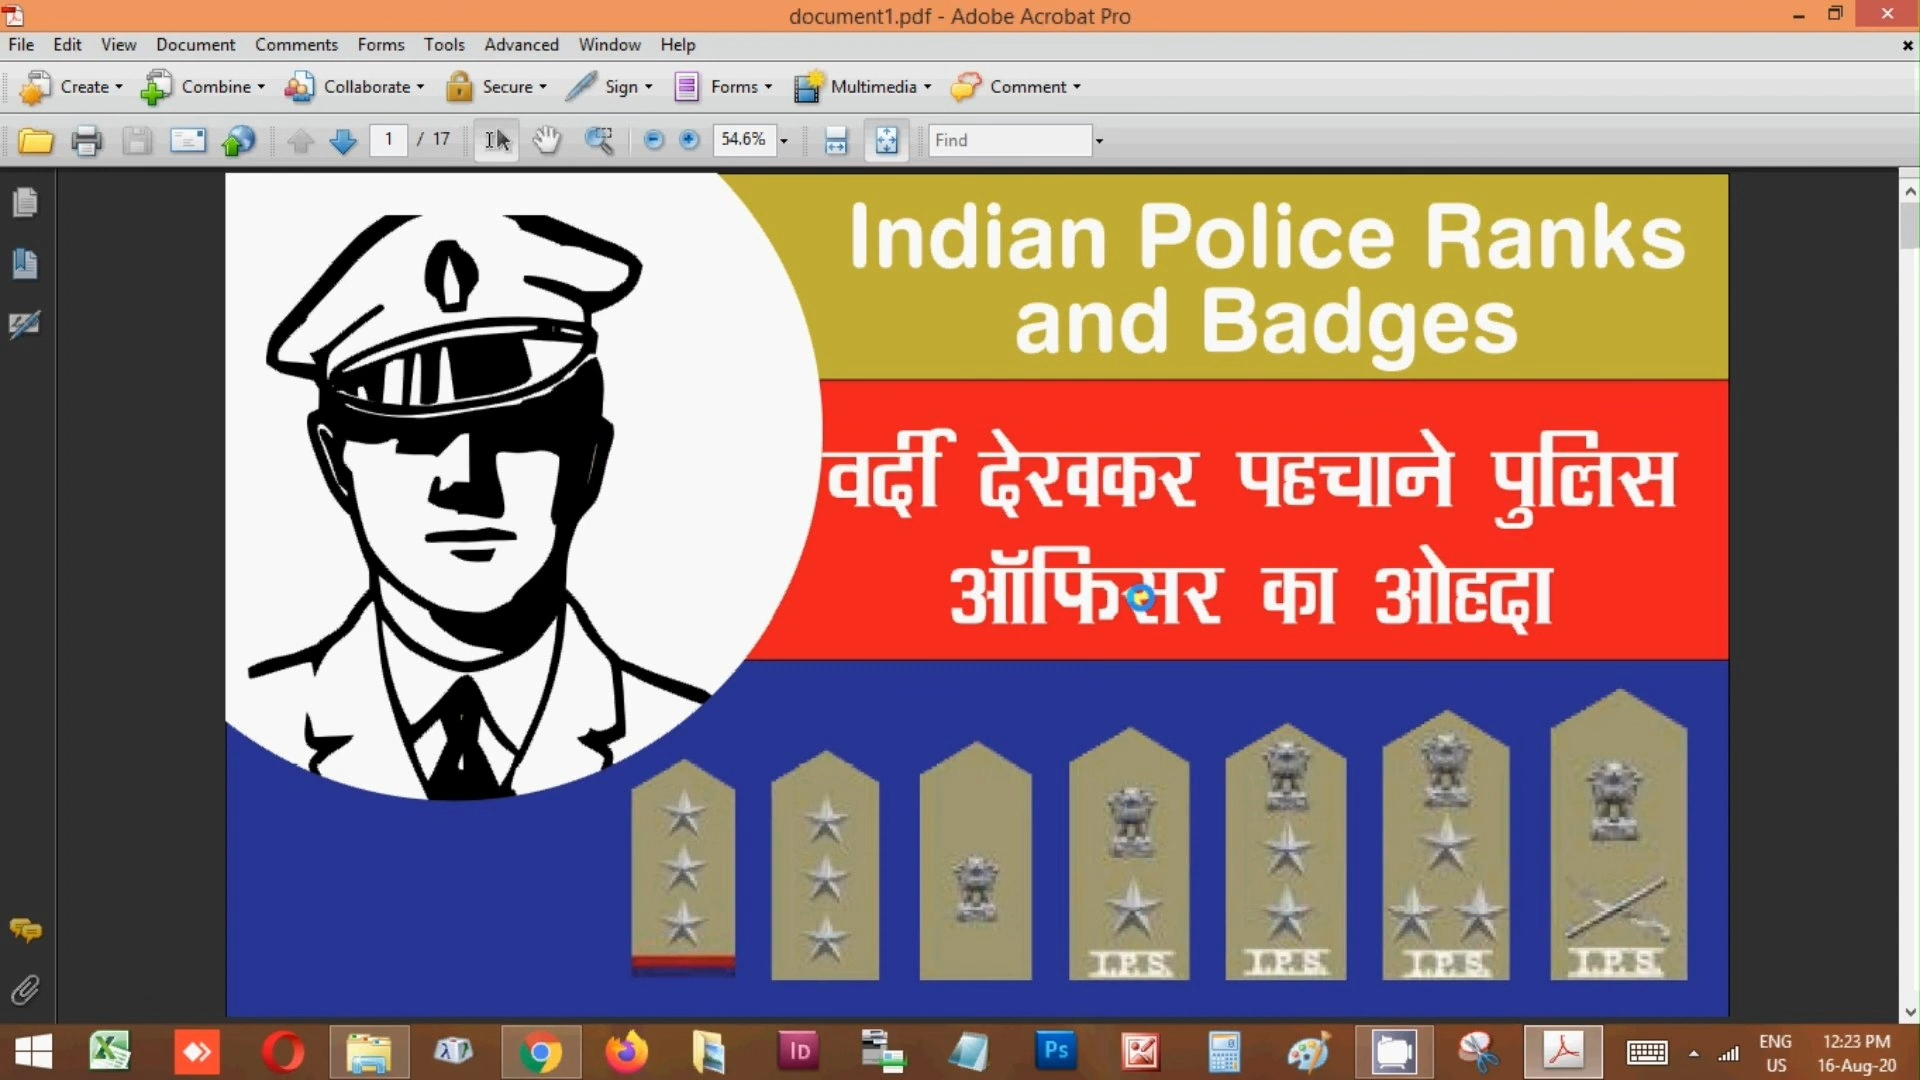 document1.pdf - Adobe Acrobat Pro
File Edit View Document Comments Forms Tools Advanced Window Help
Create Combine Collaborate Secure Sign Forms Multimedia Comment
1 / 17 54.6% Find
Indian Police Ranks
and Badges
वर्दी देखकर पहचाने पुलिस
ऑफिसर का ओहदा
I.P.S. I.P.S. I.P.S. I.P.S.
Id Ps ENG 12:23 PM
US 16-Aug-20